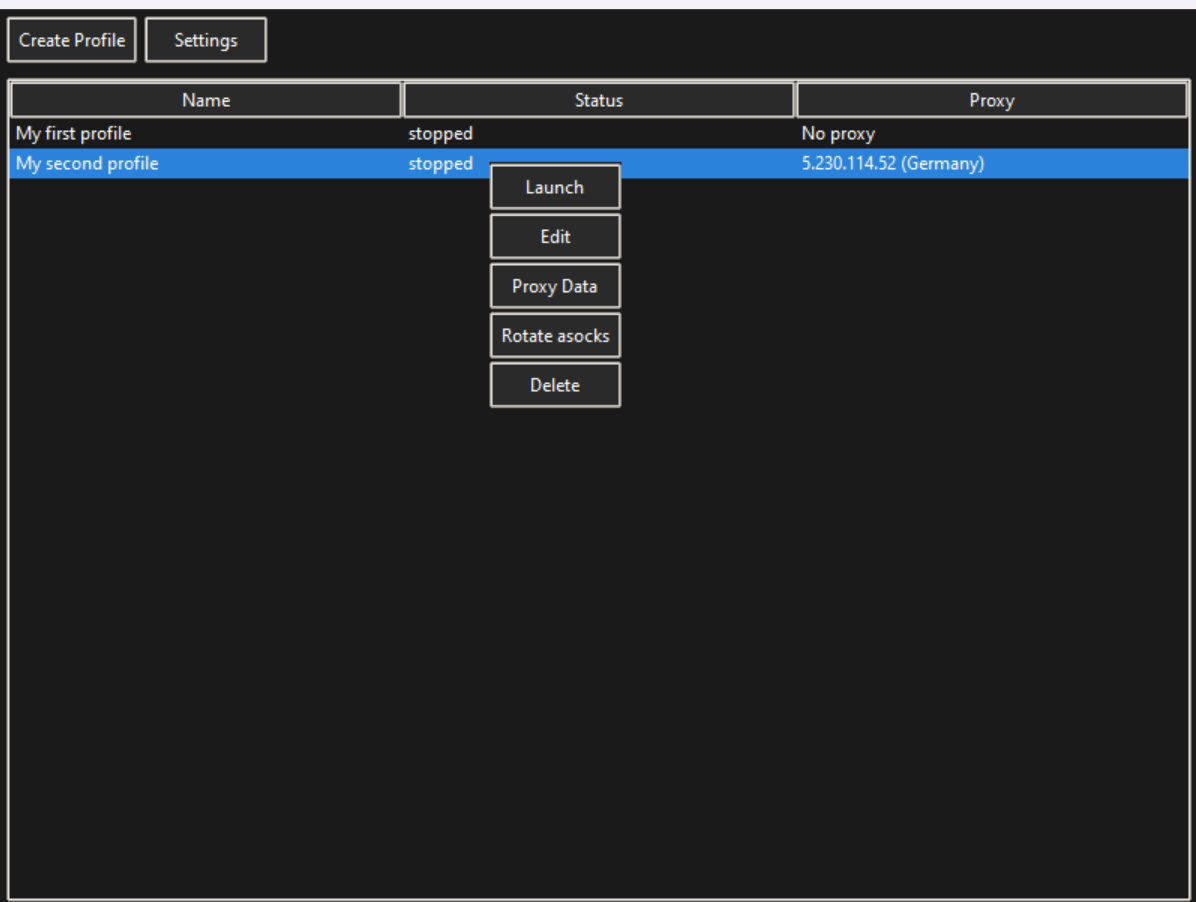 Create Profile Settings
Name Status Proxy
My first profile stopped No proxy
My second profile stopped 5.230.114.52 (Germany)
Launch
Edit
Proxy Data
Rotate asocks
Delete